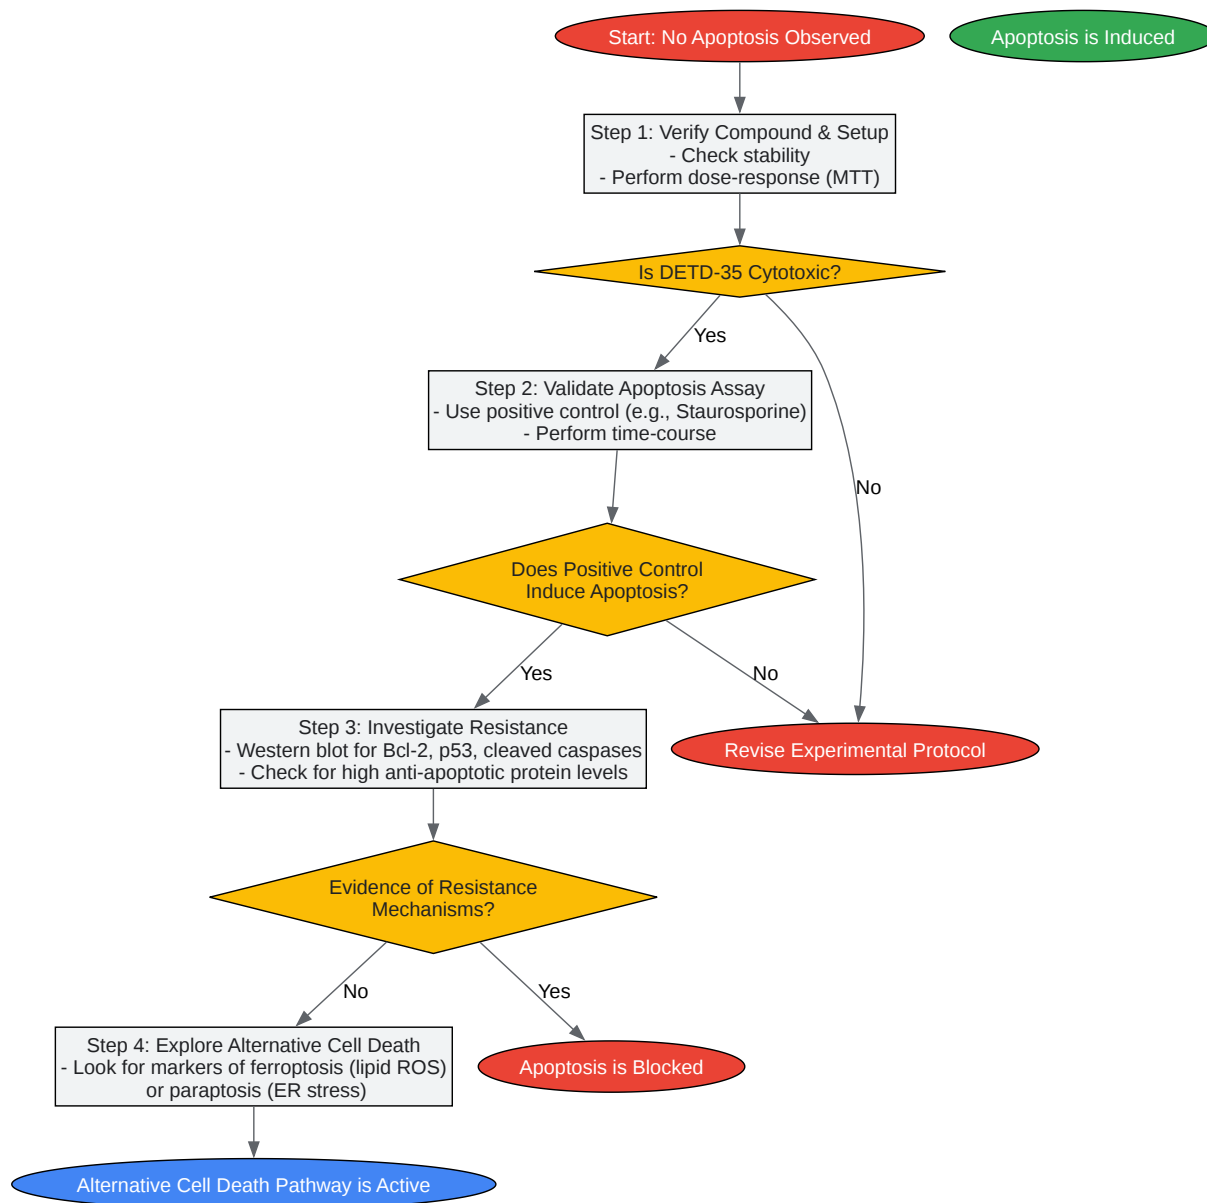 Start: No Apoptosis Observed
Apoptosis is Induced
Step 1: Verify Compound & Setup
- Check stability
- Perform dose-response (MTT)
Is DETD-35 Cytotoxic?
Yes
Step 2: Validate Apoptosis Assay
- Use positive control (e.g., Staurosporine)
- Perform time-course
No
Does Positive Control
Induce Apoptosis?
Yes
No
Step 3: Investigate Resistance
- Western blot for Bcl-2, p53, cleaved caspases
- Check for high anti-apoptotic protein levels
Revise Experimental Protocol
Evidence of Resistance
Mechanisms?
No
Yes
Step 4: Explore Alternative Cell Death
- Look for markers of ferroptosis (lipid ROS)
or paraptosis (ER stress)
Apoptosis is Blocked
Alternative Cell Death Pathway is Active